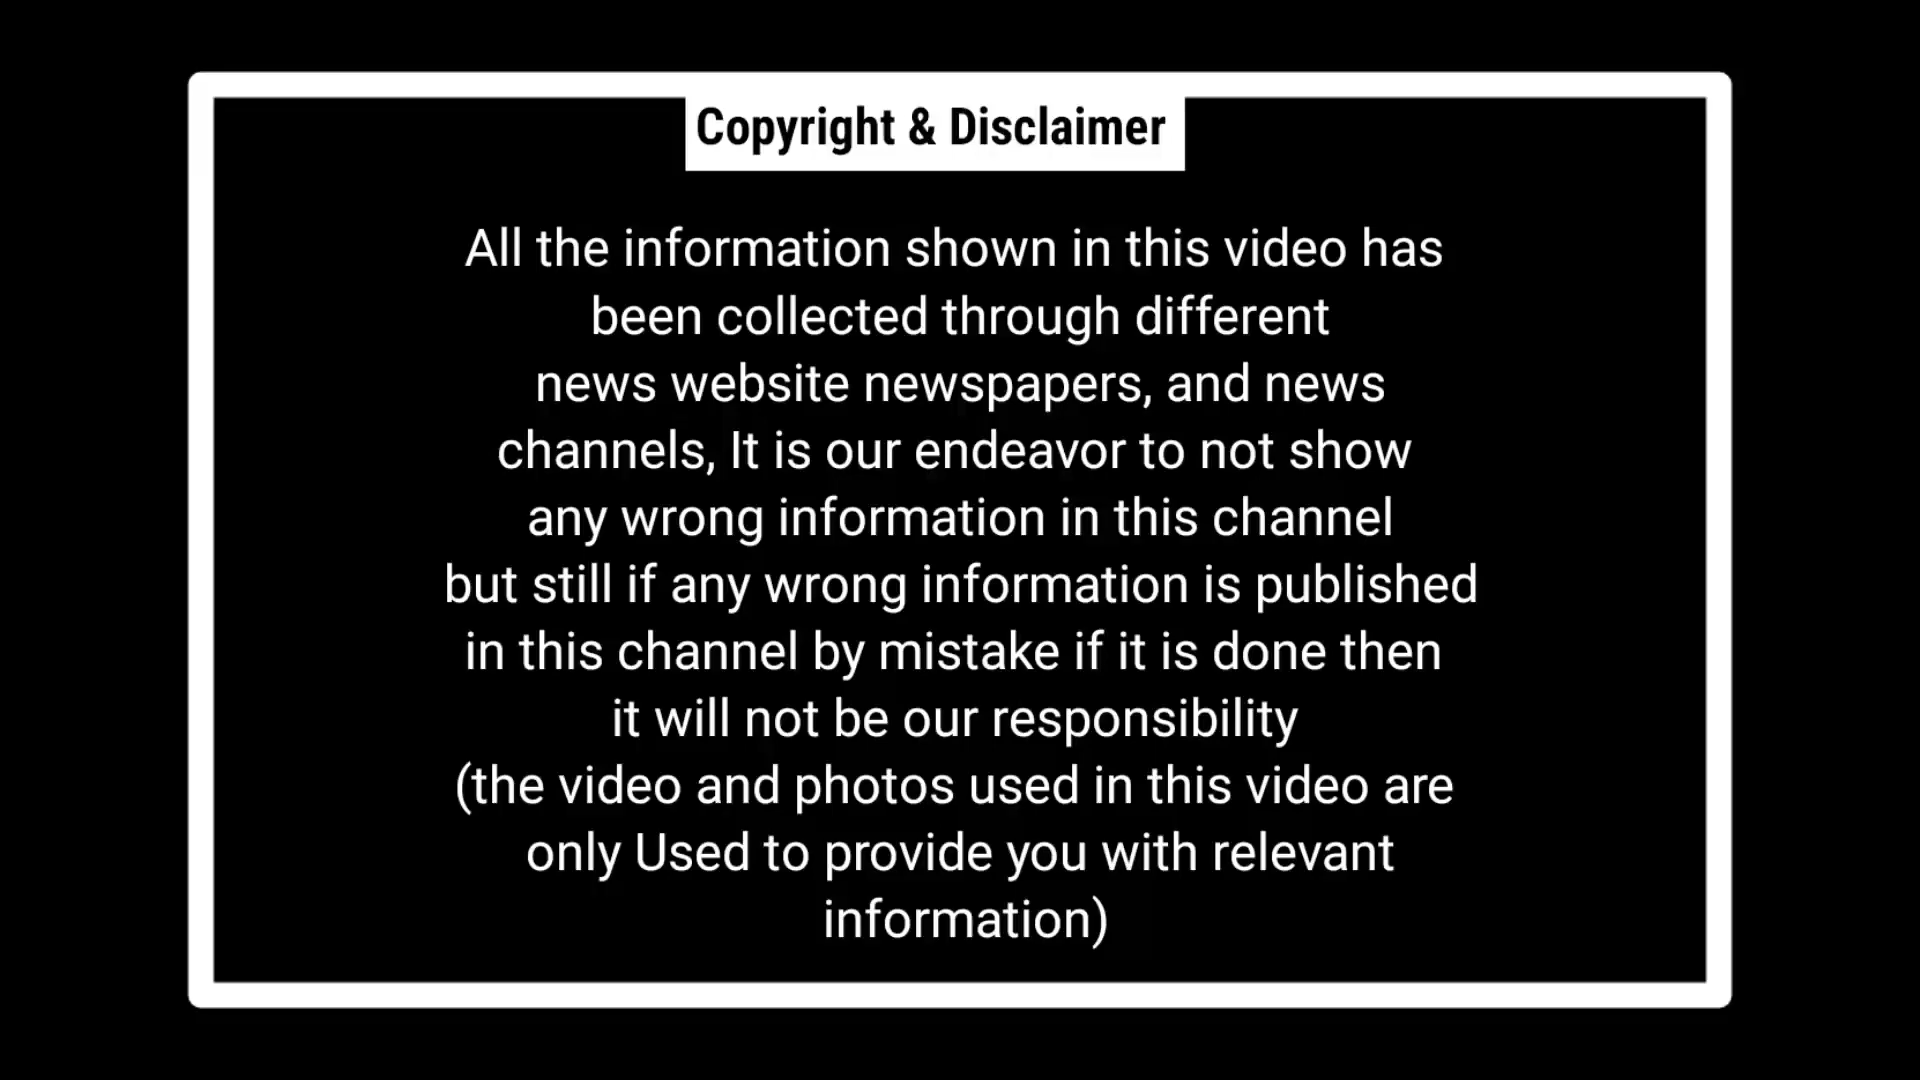 Copyright & Disclaimer
All the information shown in this video has
been collected through different
news website newspapers, and news
channels, It is our endeavor to not show
any wrong information in this channel
but still if any wrong information is published
in this channel by mistake if it is done then
it will not be our responsibility
(the video and photos used in this video are
only Used to provide you with relevant
information)